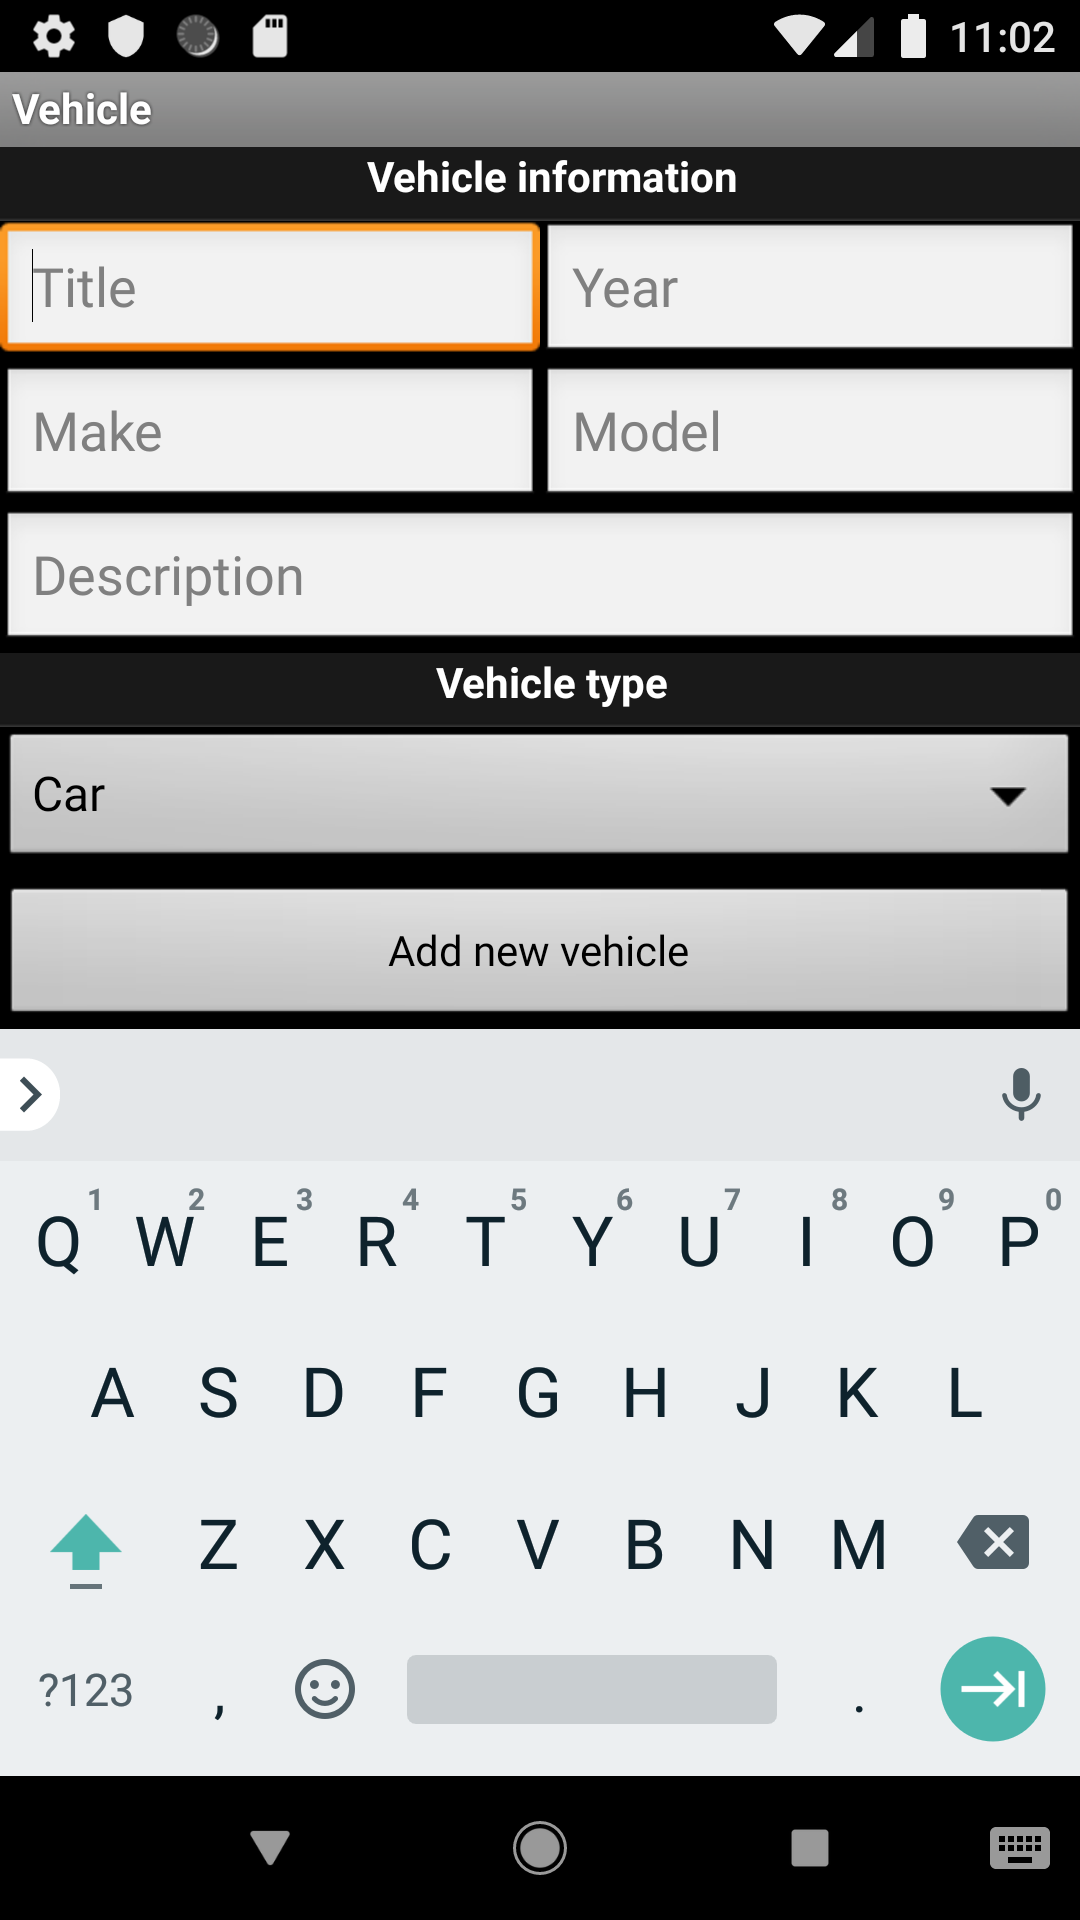 11:02
Vehicle
Vehicle information
Title Year
Make Model
Description
Vehicle type
Car
Add new vehicle
1 2 3 4 5 6 7 8 9 0
Q W E R T Y U I O P
A S D F G H J K L
Z X C V B N M
?123 , .